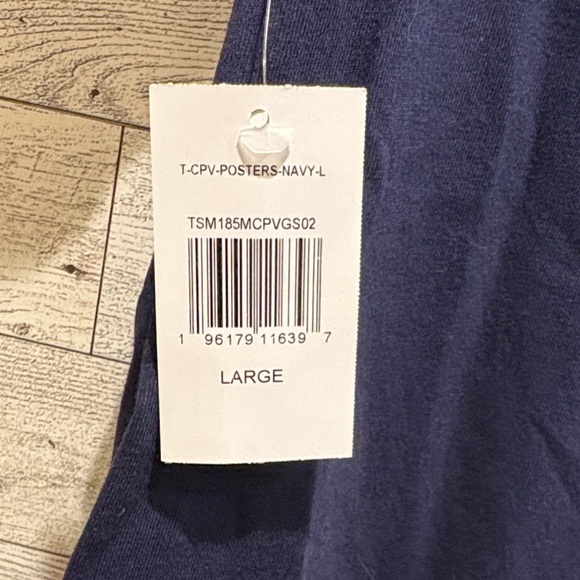 T-CPV-POSTERS-NAVY-L
TSM185MCPVGS02
1 96179 11639 7
LARGE